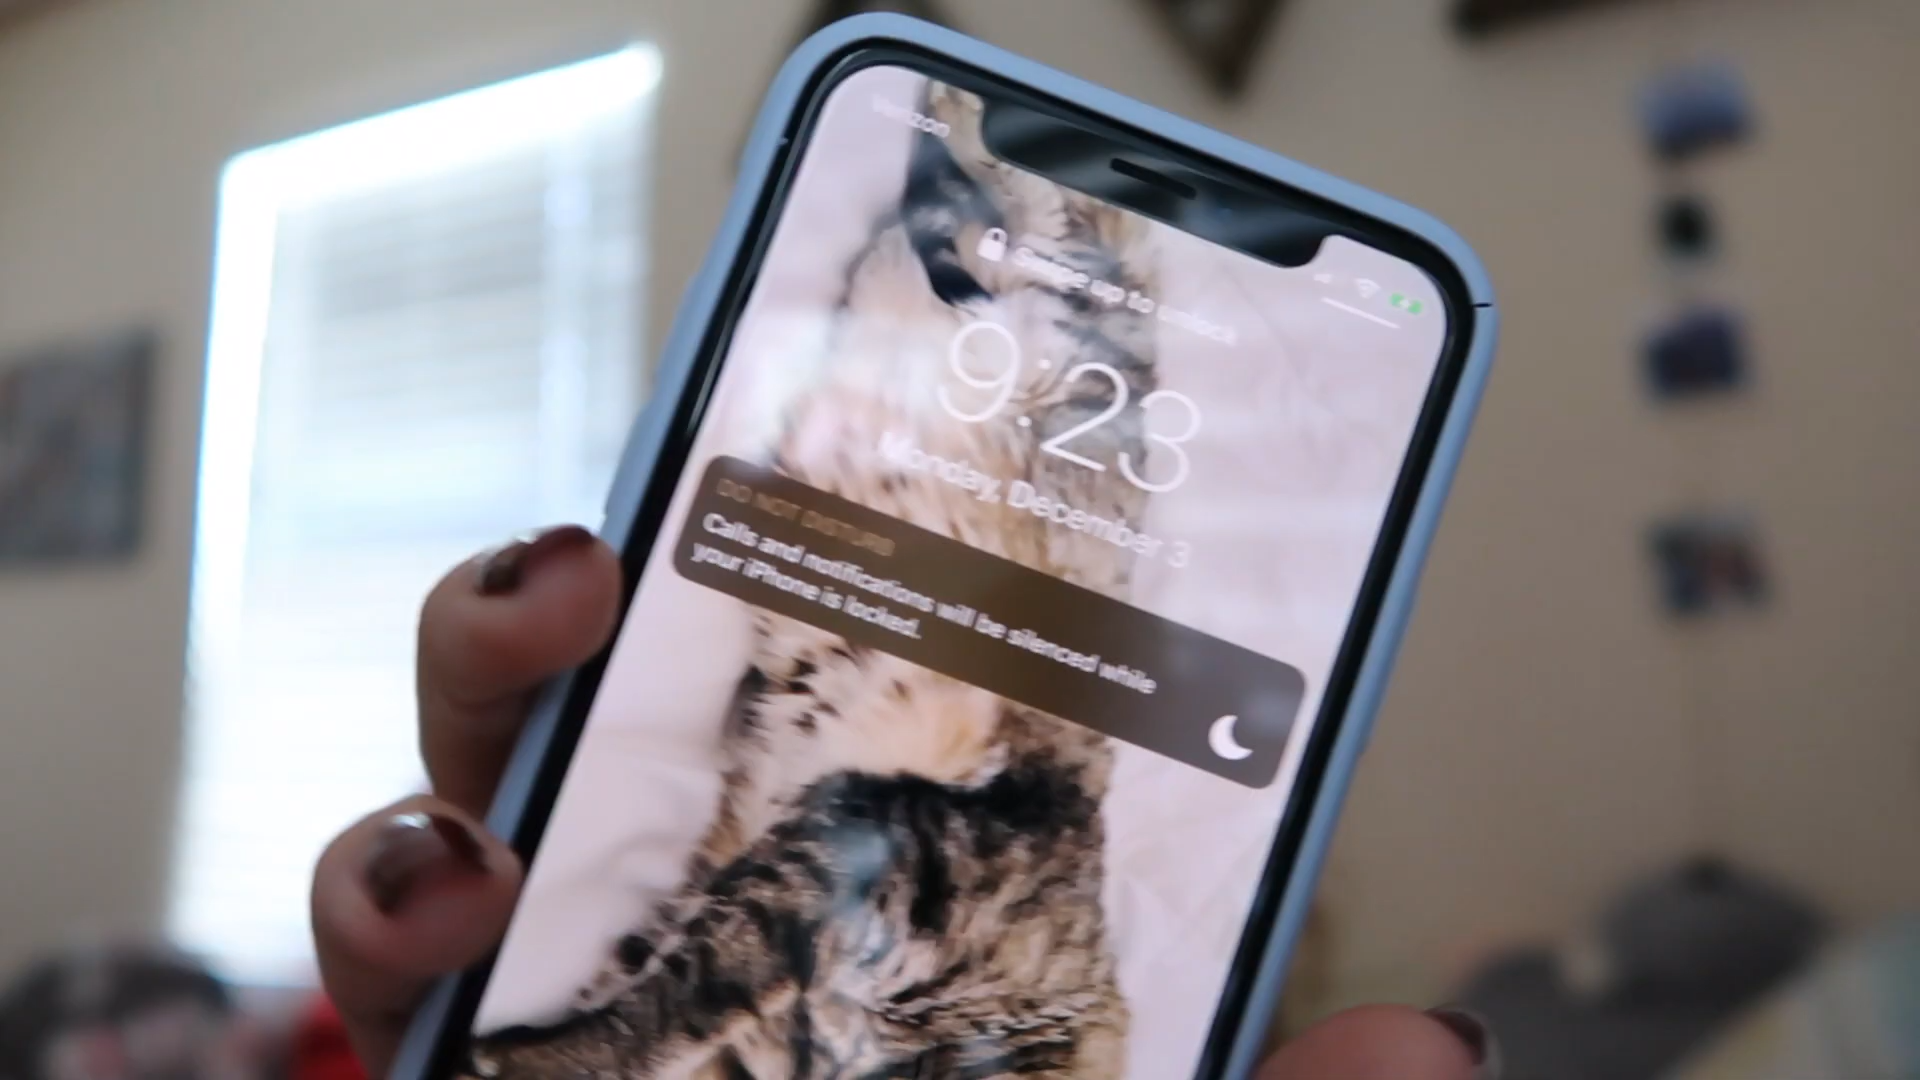 Verizon
Swipe up to unlock
9:23
Monday, December 3
DO NOT DISTURB
Calls and notifications will be silenced while
your iPhone is locked.